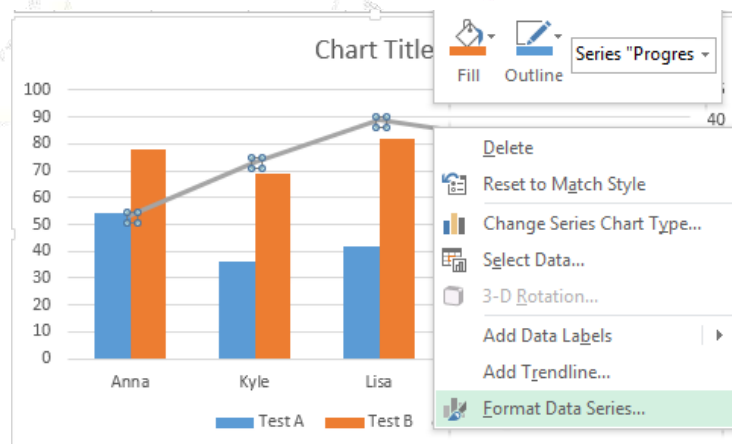 Chart Title
Fill Outline Series "Progres
100
90
80
70
60
50
40
30
20
10
0
40
Anna Kyle Lisa
Test A Test B
Delete
Reset to Match Style
Change Series Chart Type...
Select Data...
3-D Rotation...
Add Data Labels
Add Trendline...
Format Data Series...